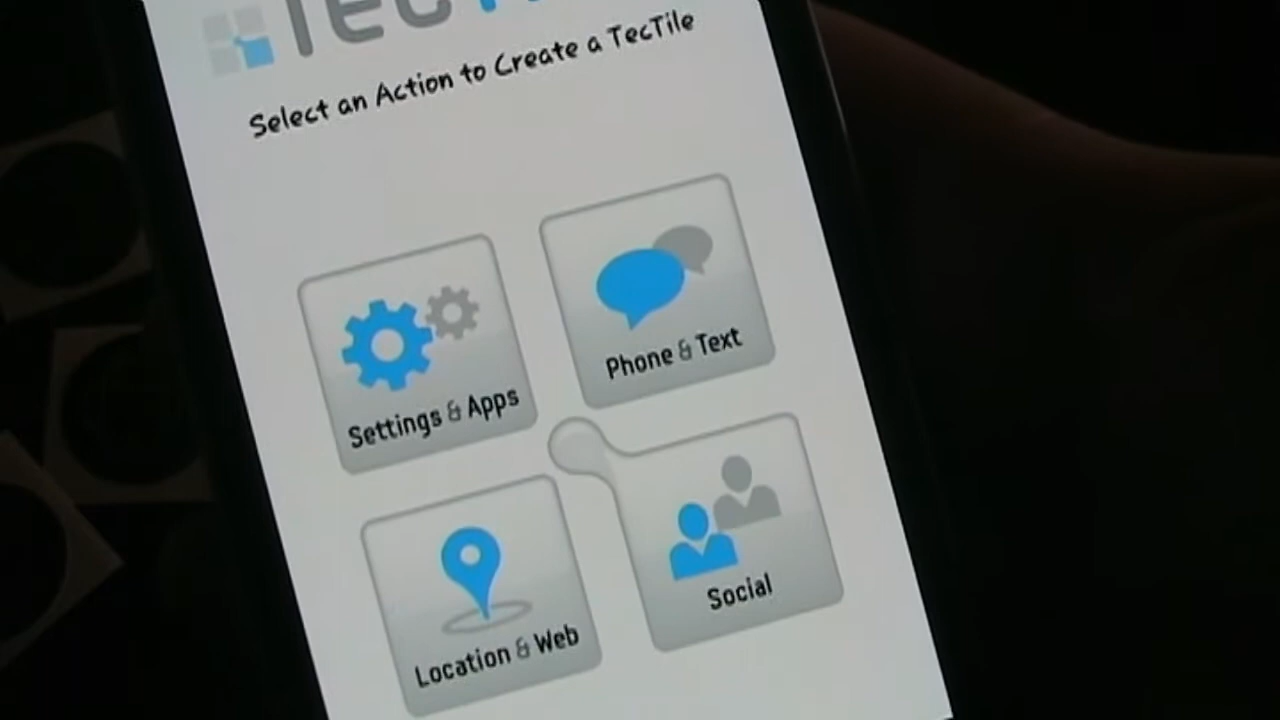 Select an Action to Create a TecTile
Settings & Apps
Phone & Text
Location & Web
Social